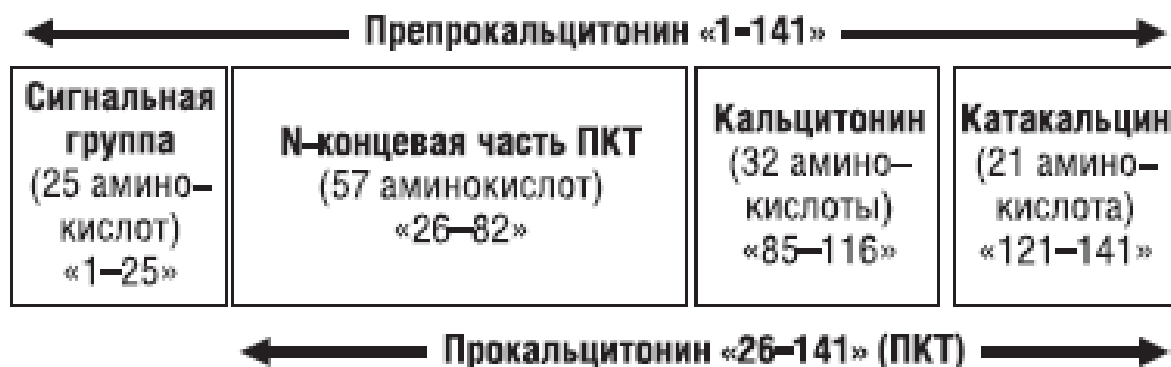 Препрокальцитонин «1–141»
Сигнальная
группа
(25 амино–
кислот)
«1–25»
N–концевая часть ПКТ
(57 аминокислот)
«26–82»
Кальцитонин
(32 амино–
кислоты)
«85–116»
Катакальцин
(21 амино–
кислота)
«121–141»
Прокальцитонин «26–141» (ПКТ)